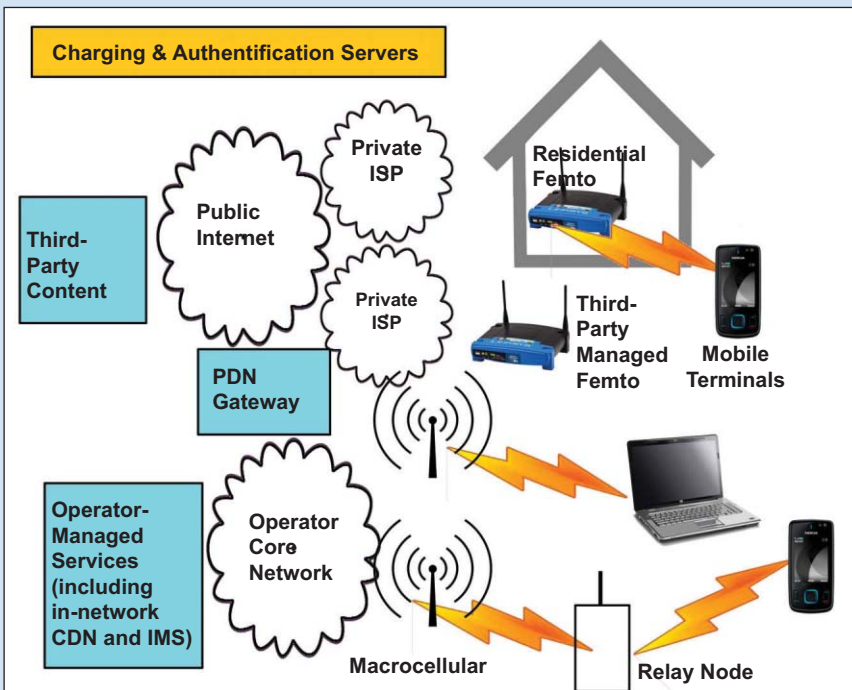 Charging & Authentification Servers
Private
ISP
Residential
Femto
Public
Internet
Third-
Party
Content
Private
ISP
Third-
Party
Managed
Femto
Mobile
Terminals
PDN
Gateway
Operator-
Managed
Services
(including
in-network
CDN and IMS)
Operator
Core
Network
Macrocellular
Relay Node